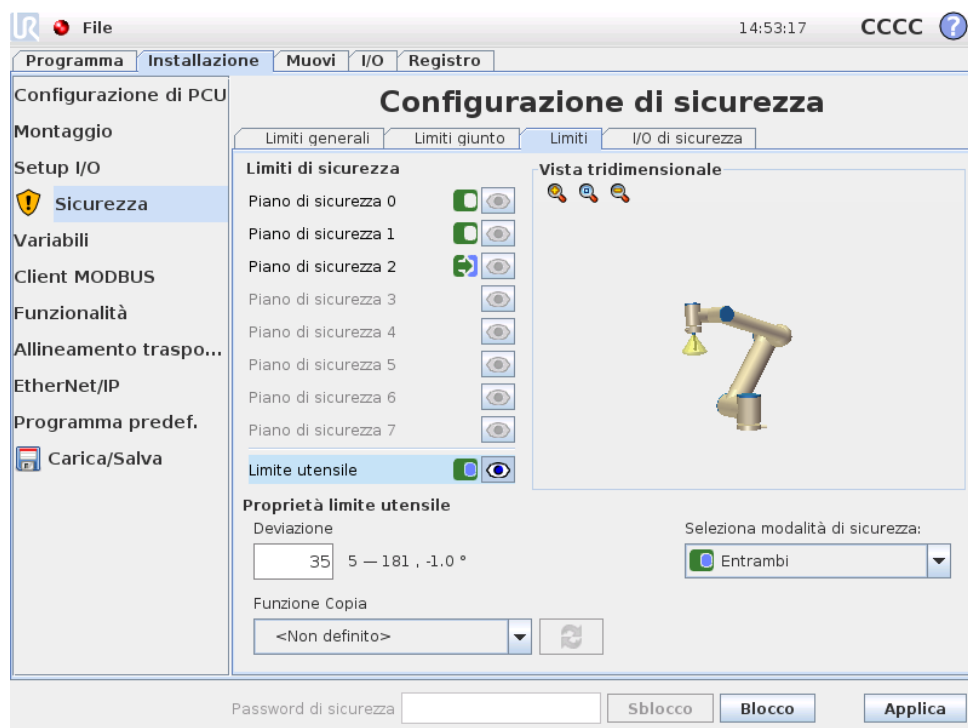 UR File 14:53:17 CCCC ?
Programma Installazione Muovi I/O Registro
Configurazione di PCU
Montaggio
Setup I/O
Sicurezza
Variabili
Client MODBUS
Funzionalità
Allineamento traspo...
EtherNet/IP
Programma predef.
Carica/Salva
Configurazione di sicurezza
Limiti generali Limiti giunto Limiti I/O di sicurezza
Limiti di sicurezza
Piano di sicurezza 0
Piano di sicurezza 1
Piano di sicurezza 2
Piano di sicurezza 3
Piano di sicurezza 4
Piano di sicurezza 5
Piano di sicurezza 6
Piano di sicurezza 7
Limite utensile
Vista tridimensionale
Proprietà limite utensile
Deviazione
35 5 — 181 , -1.0 °
Seleziona modalità di sicurezza:
Entrambi
Funzione Copia
<Non definito>
Password di sicurezza Sblocco Blocco Applica